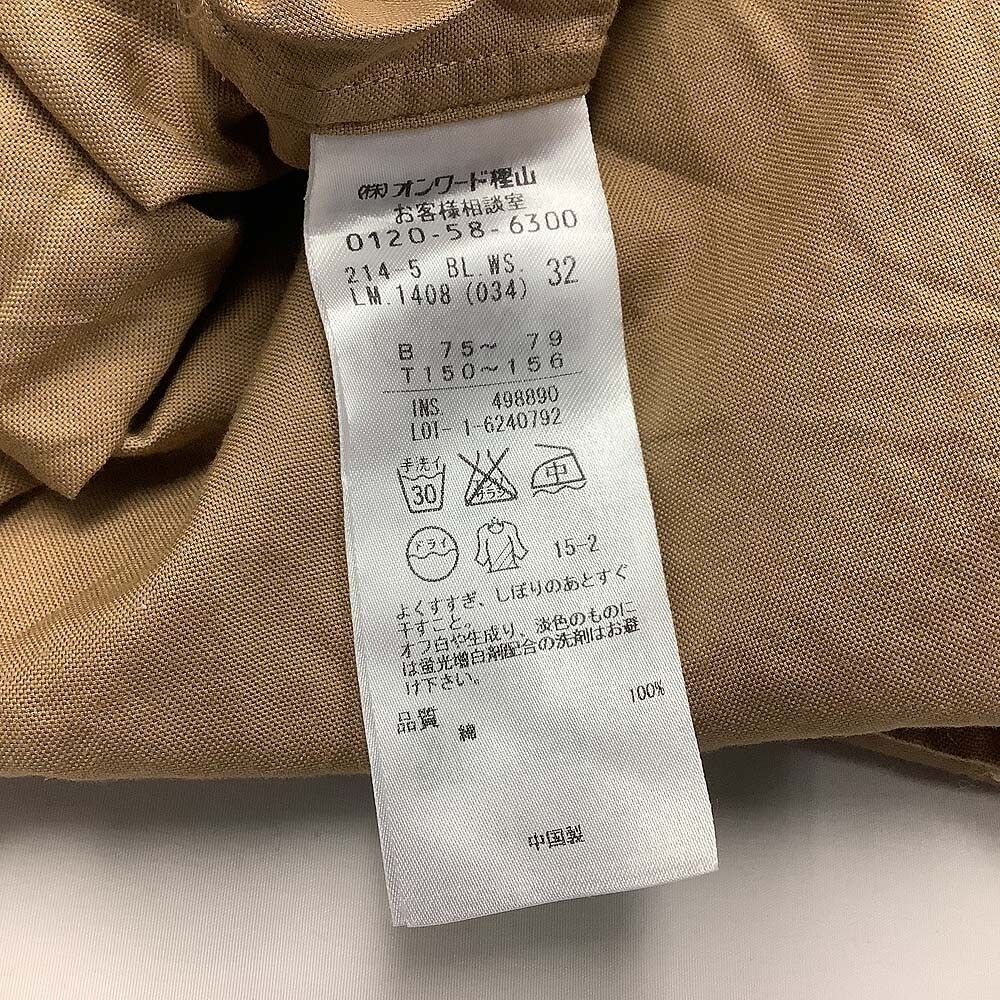 (株)オンワード樫山
お客様相談室
0120-58-6300
214-5 BL.WS.
LM.1408 (034) 32
B 75～ 79
T150～156
INS. 498890
L01- 1-6240792
手洗イ
30
サラシ
中
ドライ
15-2
よくすすぎ、しぼりのあとすぐ
干すこと。
オフ白や生成り、淡色のものに
は蛍光増白剤配合の洗剤はお避
け下さい。
品質
綿 100%
中国製